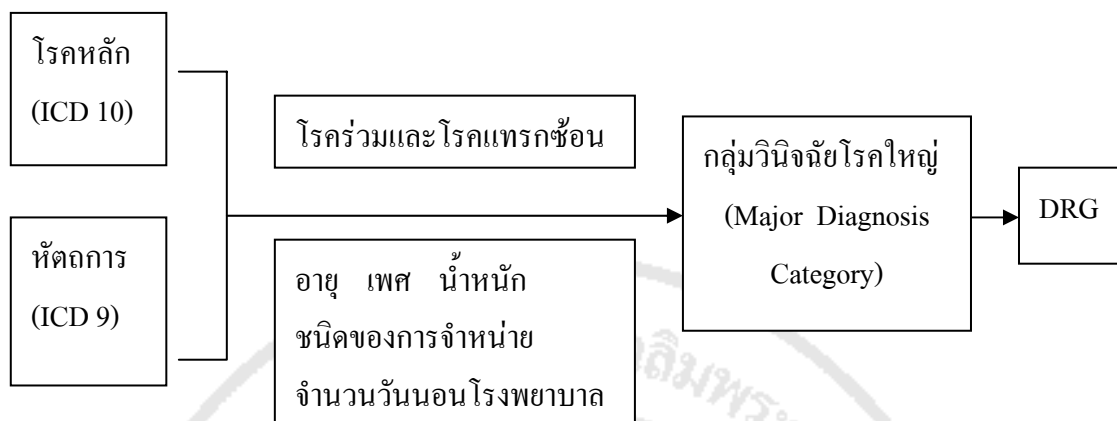 โรคหลัก
(ICD 10)
หัตถการ
(ICD 9)
โรคร่วมและโรคแทรกซ้อน
อายุ เพศ น้ำหนัก
ชนิดของการจำหน่าย
จำนวนวันนอนโรงพยาบาล
กลุ่มวินิจฉัยโรคใหญ่
(Major Diagnosis
Category)
DRG